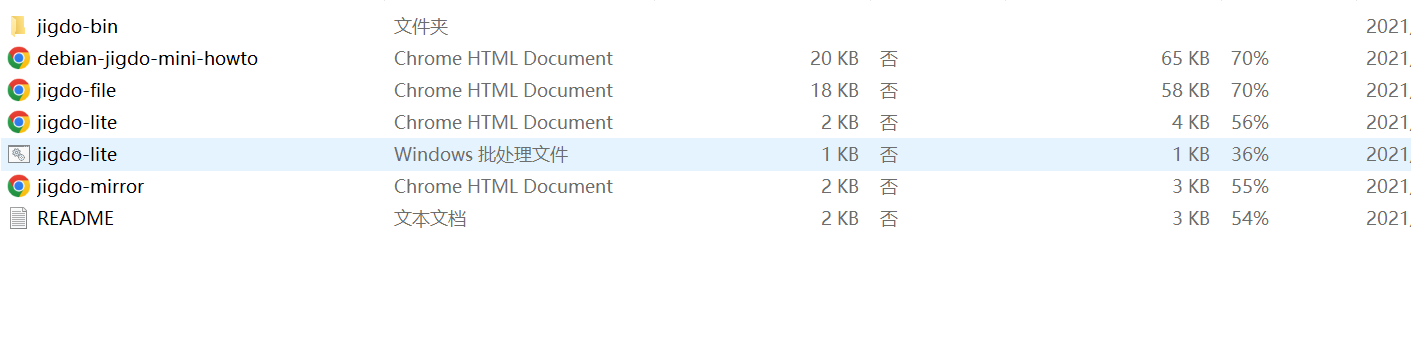 jigdo-bin 文件夹 2021
debian-jigdo-mini-howto Chrome HTML Document 20 KB 否 65 KB 70% 2021
jigdo-file Chrome HTML Document 18 KB 否 58 KB 70% 2021
jigdo-lite Chrome HTML Document 2 KB 否 4 KB 56% 2021
jigdo-lite Windows 批处理文件 1 KB 否 1 KB 36% 2021
jigdo-mirror Chrome HTML Document 2 KB 否 3 KB 55% 2021
README 文本文档 2 KB 否 3 KB 54% 2021